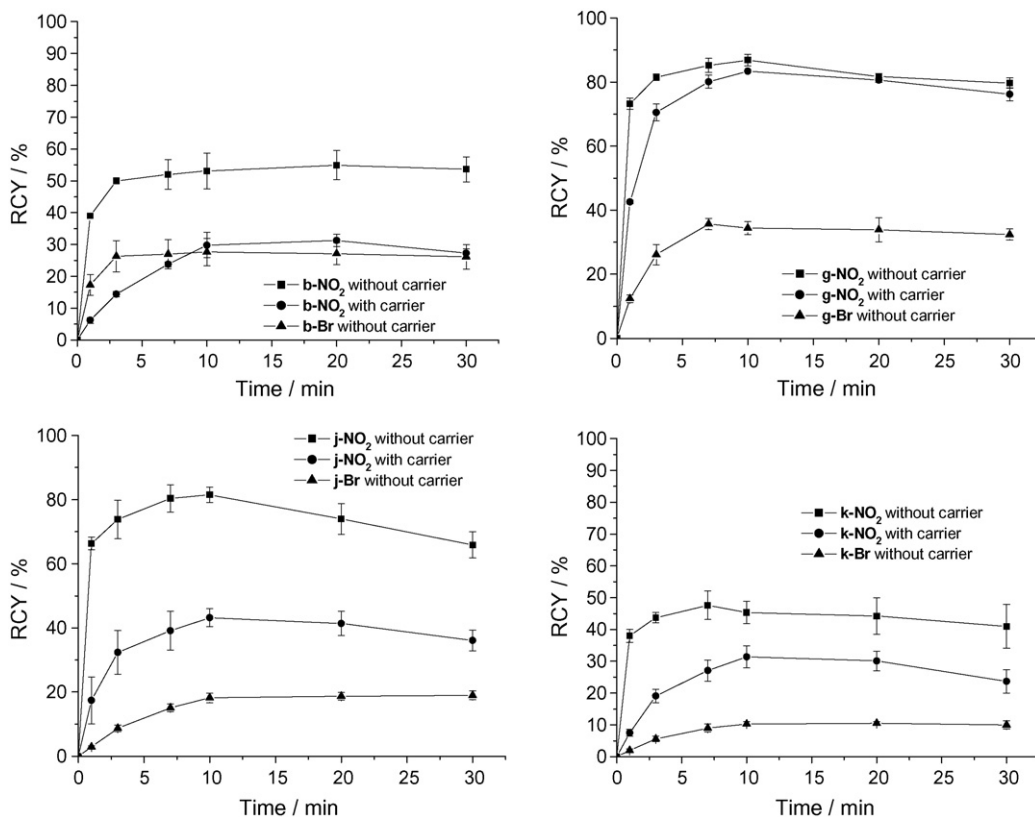 100
90
80
70
60
50
40
30
20
10
0
RCY / %
0 5 10 15 20 25 30
Time / min
b-NO₂ without carrier
b-NO₂ with carrier
b-Br without carrier
100
80
60
40
20
0
RCY / %
0 5 10 15 20 25 30
Time / min
g-NO₂ without carrier
g-NO₂ with carrier
g-Br without carrier
100
80
60
40
20
0
RCY / %
0 5 10 15 20 25 30
Time / min
j-NO₂ without carrier
j-NO₂ with carrier
j-Br without carrier
100
90
80
70
60
50
40
30
20
10
0
RCY / %
0 5 10 15 20 25 30
Time / min
k-NO₂ without carrier
k-NO₂ with carrier
k-Br without carrier